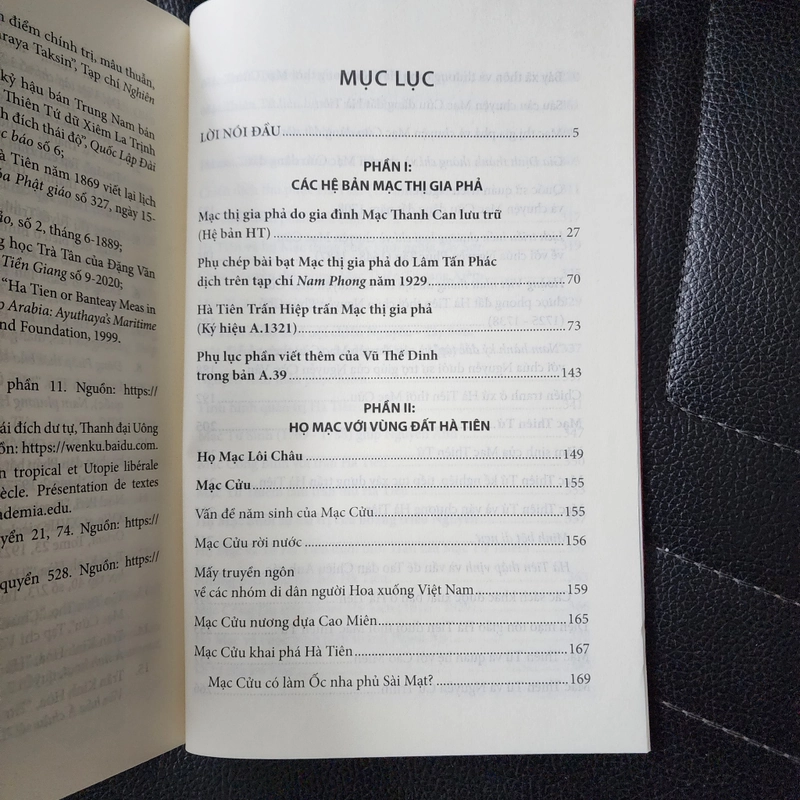 điểm chính trị, mâu thuẫn,
araya Taksin”, Tạp chí Nghiên
kỷ hậu bán Trung Nam bán
Thiên Tứ dữ Xiêm La Trịnh
đích thái độ”, Quốc Lập Đài
báo số 6;
Tiên năm 1869 viết lại lịch
Phật giáo số 327, ngày 15-
số 2, tháng 6-1889;
học Trà Tân của Đặng Văn
Tiền Giang số 9-2020;
“Ha Tien or Banteay Meas in
Arabia: Ayuthaya’s Maritime
nd Foundation, 1999.
phần 11. Nguồn: https://
ái đích dư tự, Thanh đại Uông
ồn: https://wenku.baidu.com.
n tropical et Utopie libérale
iècle. Présentation de textes
ademia.edu.
yển 21, 74. Nguồn: https://
quyển 528. Nguồn: https://
MỤC LỤC
LỜI NÓI ĐẦU....5
PHẦN I:
CÁC HỆ BẢN MẠC THỊ GIA PHẢ
Mạc thị gia phả do gia đình Mạc Thanh Can lưu trữ
(Hệ bản HT)....27
Phụ chép bài bạt Mạc thị gia phả do Lâm Tấn Phác
dịch trên tạp chí Nam Phong năm 1929....70
Hà Tiên Trấn Hiệp trấn Mạc thị gia phả
(Ký hiệu A.1321)....73
Phụ lục phần viết thêm của Vũ Thế Dinh
trong bản A.39....143
PHẦN II:
HỌ MẠC VỚI VÙNG ĐẤT HÀ TIÊN
Họ Mạc Lôi Châu....149
Mạc Cửu....155
Vấn đề năm sinh của Mạc Cửu....155
Mạc Cửu rời nước....156
Mấy truyền ngôn
về các nhóm di dân người Hoa xuống Việt Nam....159
Mạc Cửu nương dựa Cao Miên....165
Mạc Cửu khai phá Hà Tiên....167
Mạc Cửu có làm Ốc nha phủ Sài Mạt?....169